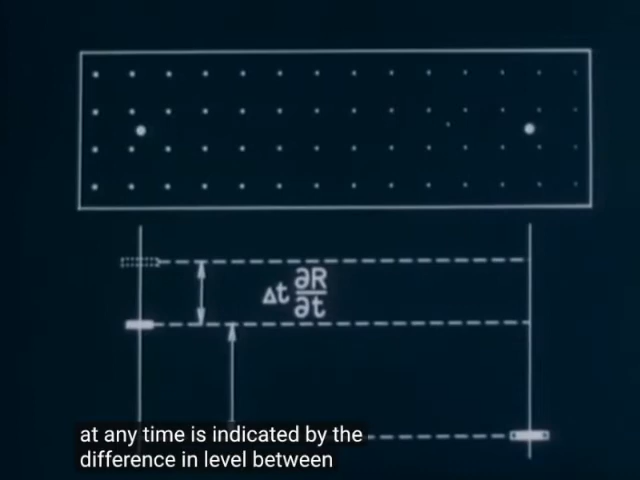 Δt ∂R/∂t
at any time is indicated by the
difference in level between